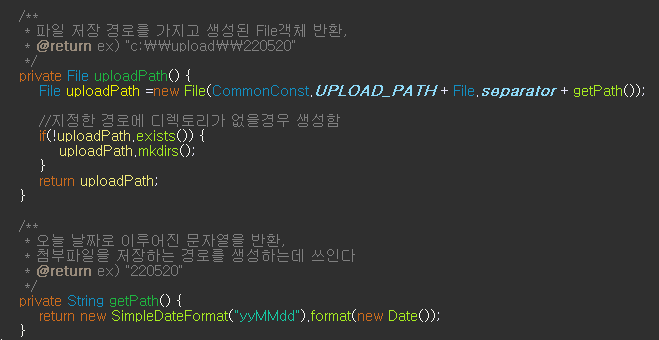 /**
* 파일 저장 경로를 가지고 생성된 File객체 반환,
* @return ex) "c:₩₩upload₩₩220520"
*/
private File uploadPath() {
File uploadPath =new File(CommonConst.UPLOAD_PATH + File.separator + getPath());
//지정한 경로에 디렉토리가 없을경우 생성함
if(!uploadPath.exists()) {
uploadPath.mkdirs();
}
return uploadPath;
}
/**
* 오늘 날짜로 이루어진 문자열을 반환,
* 첨부파일을 저장하는 경로를 생성하는데 쓰인다
* @return ex) "220520"
*/
private String getPath() {
return new SimpleDateFormat("yyMMdd").format(new Date());
}